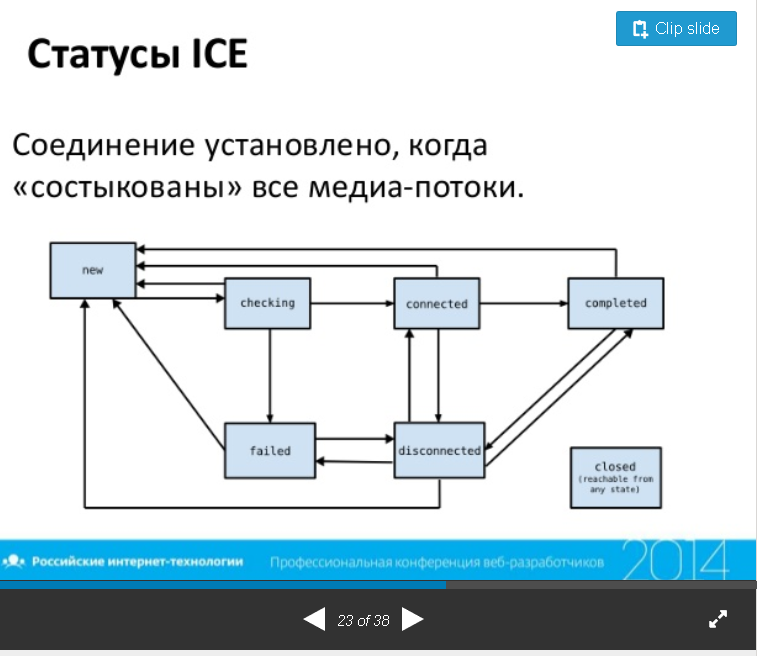 Clip slide
Статусы ICE
Соединение установлено, когда
«состыкованы» все медиа-потоки.
new
checking
connected
completed
failed
disconnected
closed
(reachable from
any state)
Российские интернет-технологии
Профессиональная конференция веб-разработчиков
2014
23 of 38